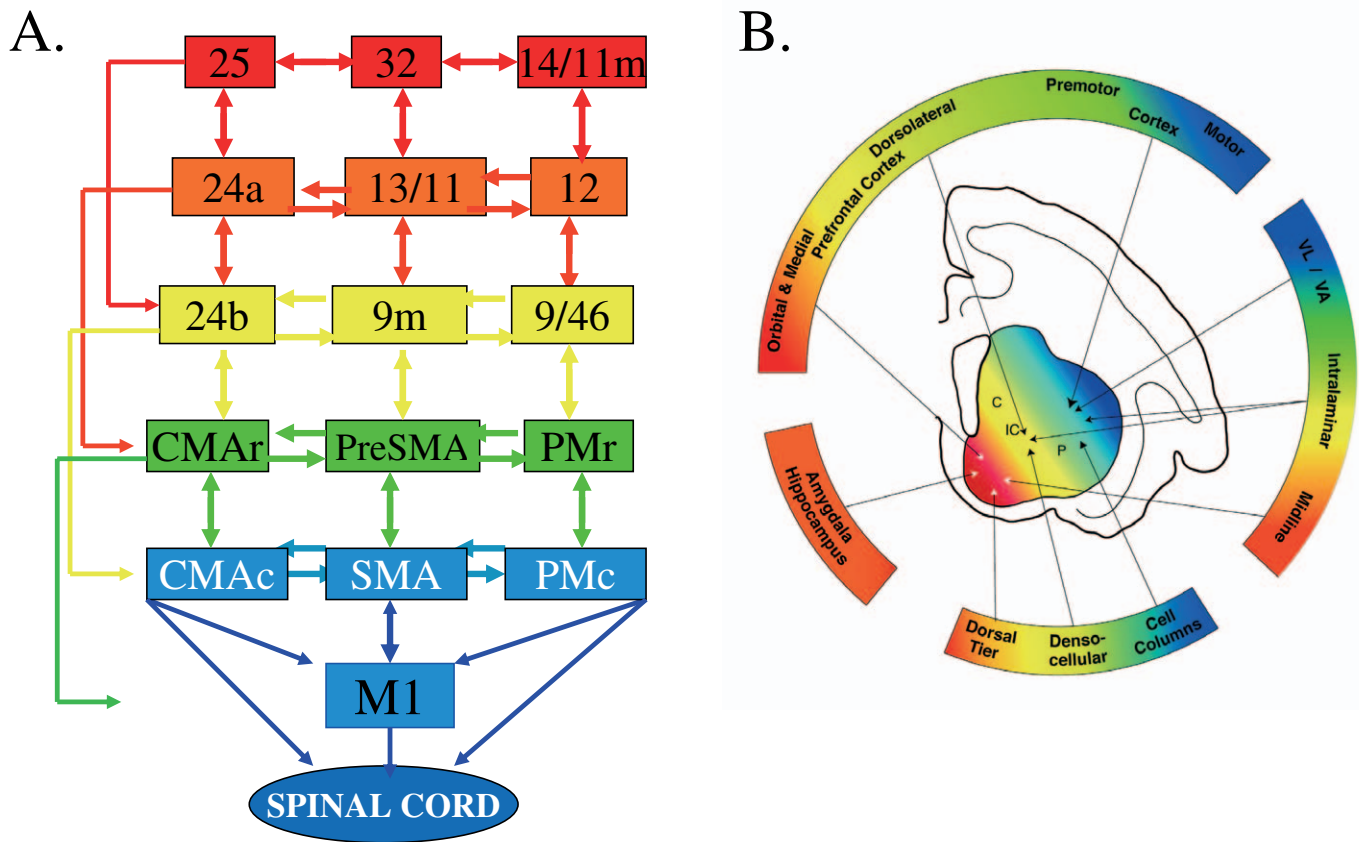 A.
25 32 14/11m
24a 13/11 12
24b 9m 9/46
CMAr PreSMA PMr
CMAc SMA PMc
M1
SPINAL CORD
B.
Orbital & Medial
Prefrontal Cortex
Dorsolateral
Premotor
Cortex
Motor
VL / VA
Intralaminar
Midline
Amygdala
Hippocampus
Dorsal
Tier
Denso-
cellular
Cell
Columns
C
IC
P